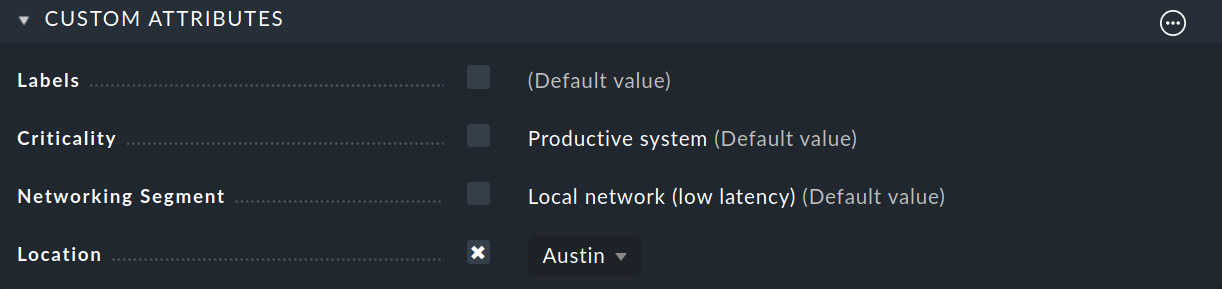 CUSTOM ATTRIBUTES
Labels (Default value)
Criticality Productive system (Default value)
Networking Segment Local network (low latency) (Default value)
Location Austin